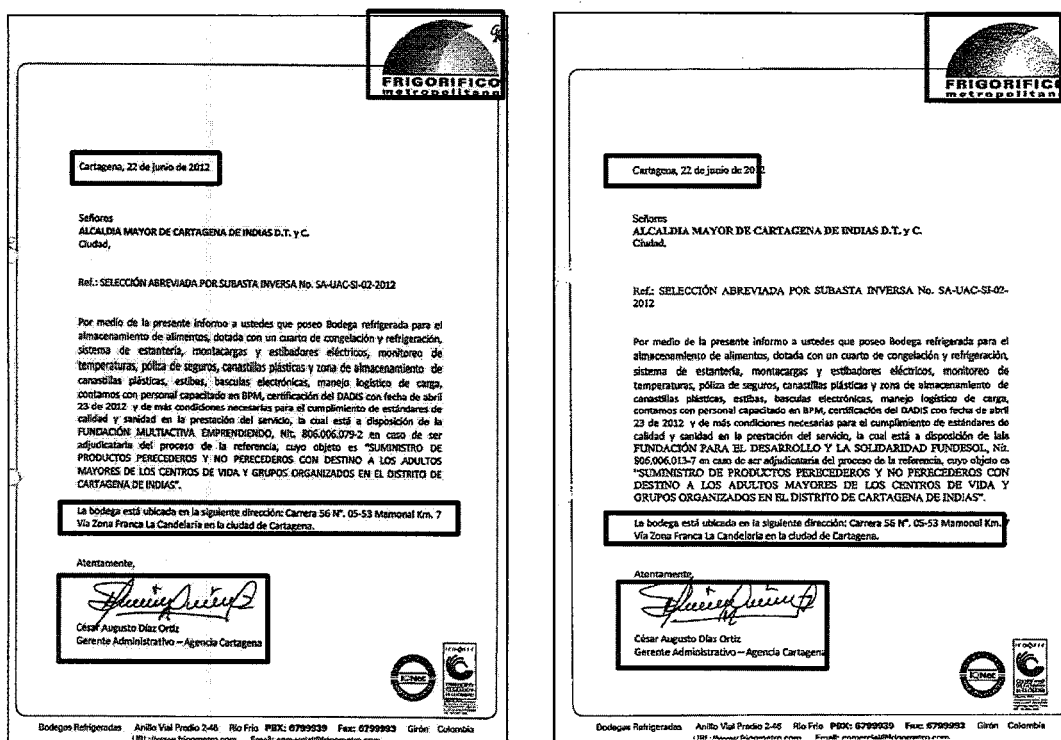 FRIGORIFICO
metropolitano
Cartagena, 22 de junio de 2012
Señores
ALCALDIA MAYOR DE CARTAGENA DE INDIAS D.T. y C.
Ciudad,
Ref.: SELECCIÓN ABREVIADA POR SUBASTA INVERSA No. SA-UAC-SI-02-2012
Por medio de la presente informo a ustedes que poseo Bodega refrigerada para el
almacenamiento de alimentos, dotada con un cuarto de congelación y refrigeración,
sistema de estantería, montacargas y estibadores eléctricos, monitoreo de
temperaturas, póliza de seguros, canastillas plásticas y zona de almacenamiento de
canastillas plásticas, estibas, basculas electrónicas, manejo logístico de carga,
contamos con personal capacitado en BPM, certificación del DADIS con fecha de abril
23 de 2012 y de más condiciones necesarias para el cumplimiento de estándares de
calidad y sanidad en la prestación del servicio, la cual está a disposición de la
FUNDACIÓN MULTIACTIVA EMPRENDIENDO, Nit. 806.006.079-2 en caso de ser
adjudicataria del proceso de la referencia, cuyo objeto es "SUMINISTRO DE
PRODUCTOS PERECEDEROS Y NO PERECEDEROS CON DESTINO A LOS ADULTOS
MAYORES DE LOS CENTROS DE VIDA Y GRUPOS ORGANIZADOS EN EL DISTRITO DE
CARTAGENA DE INDIAS".
La bodega está ubicada en la siguiente dirección: Carrera 56 N°. 05-53 Mamonal Km. 7
Vía Zona Franca La Candelaria en la ciudad de Cartagena.
Atentamente,
César Augusto Díaz Ortiz
Gerente Administrativo – Agencia Cartagena
IQNet
Bodegas Refrigeradas Anillo Vial Predio 2-46 Río Frío PBX: 6799939 Fax: 6799993 Girón Colombia
FRIGORIFIC
metropolitan
Cartagena, 22 de junio de 2012
Señores
ALCALDIA MAYOR DE CARTAGENA DE INDIAS D.T. y C.
Ciudad,
Ref.: SELECCIÓN ABREVIADA POR SUBASTA INVERSA No. SA-UAC-SI-02-
2012
Por medio de la presente informo a ustedes que poseo Bodega refrigerada para el
almacenamiento de alimentos, dotada con un cuarto de congelación y refrigeración,
sistema de estantería, montacargas y estibadores eléctricos, monitoreo de
temperaturas, póliza de seguros, canastillas plásticas y zona de almacenamiento de
canastillas plásticas, estibas, basculas electrónicas, manejo logístico de carga,
contamos con personal capacitado en BPM, certificación del DADIS con fecha de abril
23 de 2012 y de más condiciones necesarias para el cumplimiento de estándares de
calidad y sanidad en la prestación del servicio, la cual está a disposición de lals
FUNDACIÓN PARA EL DESARROLLO Y LA SOLIDARIDAD FUNDESOL, Nit.
806.006.013-7 en caso de ser adjudicataria del proceso de la referencia, cuyo objeto es
"SUMINISTRO DE PRODUCTOS PERECEDEROS Y NO PERECEDEROS CON
DESTINO A LOS ADULTOS MAYORES DE LOS CENTROS DE VIDA Y
GRUPOS ORGANIZADOS EN EL DISTRITO DE CARTAGENA DE INDIAS".
La bodega está ubicada en la siguiente dirección: Carrera 56 N°. 05-53 Mamonal Km. 7
Vía Zona Franca La Candeloria en la ciudad de Cartagena.
Atentamente,
César Augusto Díaz Ortiz
Gerente Administrativo – Agencia Cartagena
IQNet
Bodegas Refrigeradas Anillo Vial Predio 2-46 Río Frío PBX: 6799939 Fax: 6799993 Girón Colombia